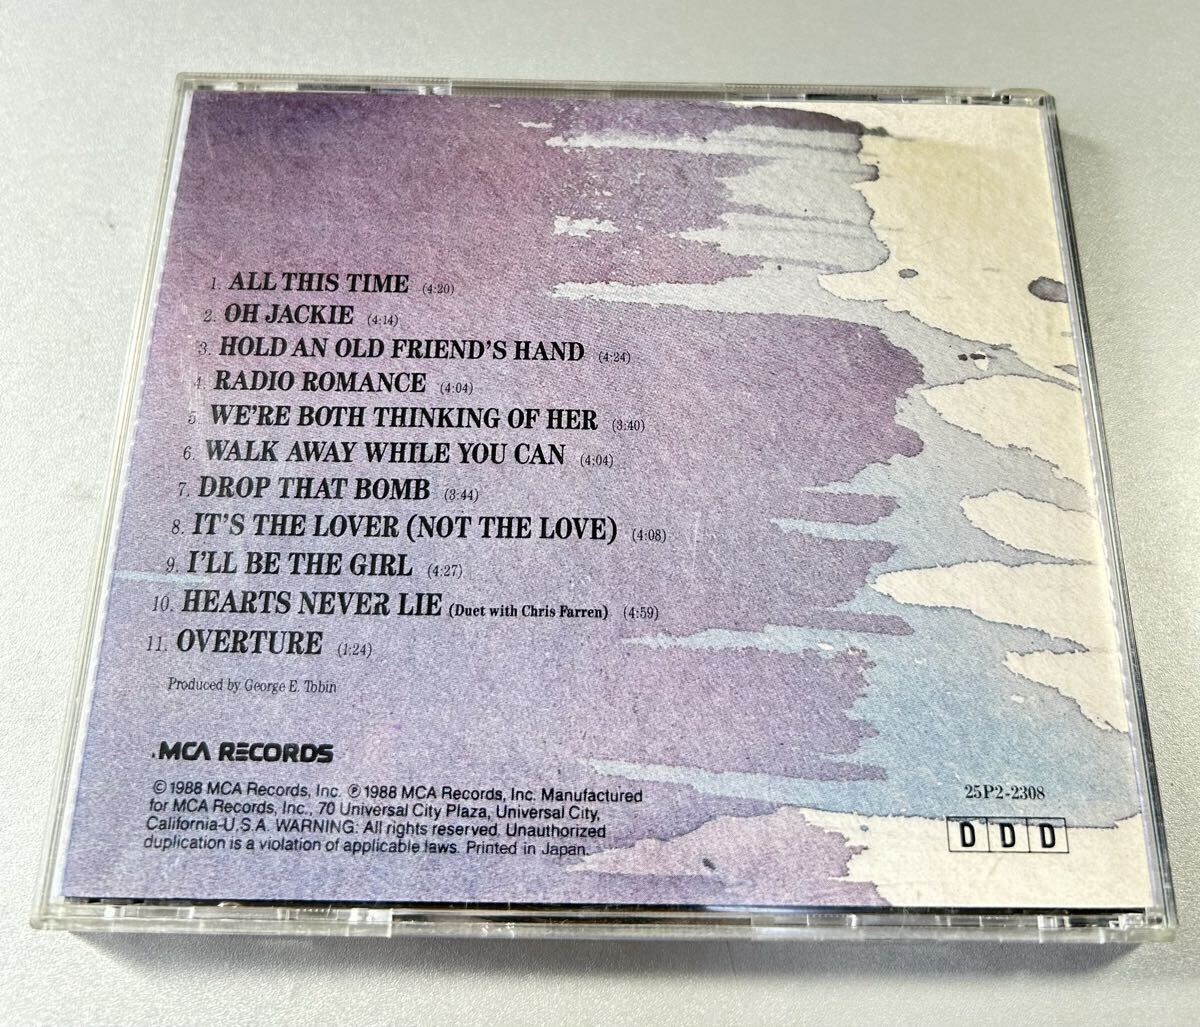 1. ALL THIS TIME (4:20)
2. OH JACKIE (4:14)
3. HOLD AN OLD FRIEND'S HAND (4:24)
4. RADIO ROMANCE (4:04)
5. WE'RE BOTH THINKING OF HER (3:40)
6. WALK AWAY WHILE YOU CAN (4:04)
7. DROP THAT BOMB (3:44)
8. IT'S THE LOVER (NOT THE LOVE) (4:08)
9. I'LL BE THE GIRL (4:27)
10. HEARTS NEVER LIE (Duet with Chris Farren) (4:59)
11. OVERTURE (1:24)
Produced by George E. Tobin
MCA RECORDS
© 1988 MCA Records, Inc. ℗ 1988 MCA Records, Inc. Manufactured
for MCA Records, Inc., 70 Universal City Plaza, Universal City,
California-U.S.A. WARNING: All rights reserved. Unauthorized
duplication is a violation of applicable laws. Printed in Japan.
25P2-2308
D D D